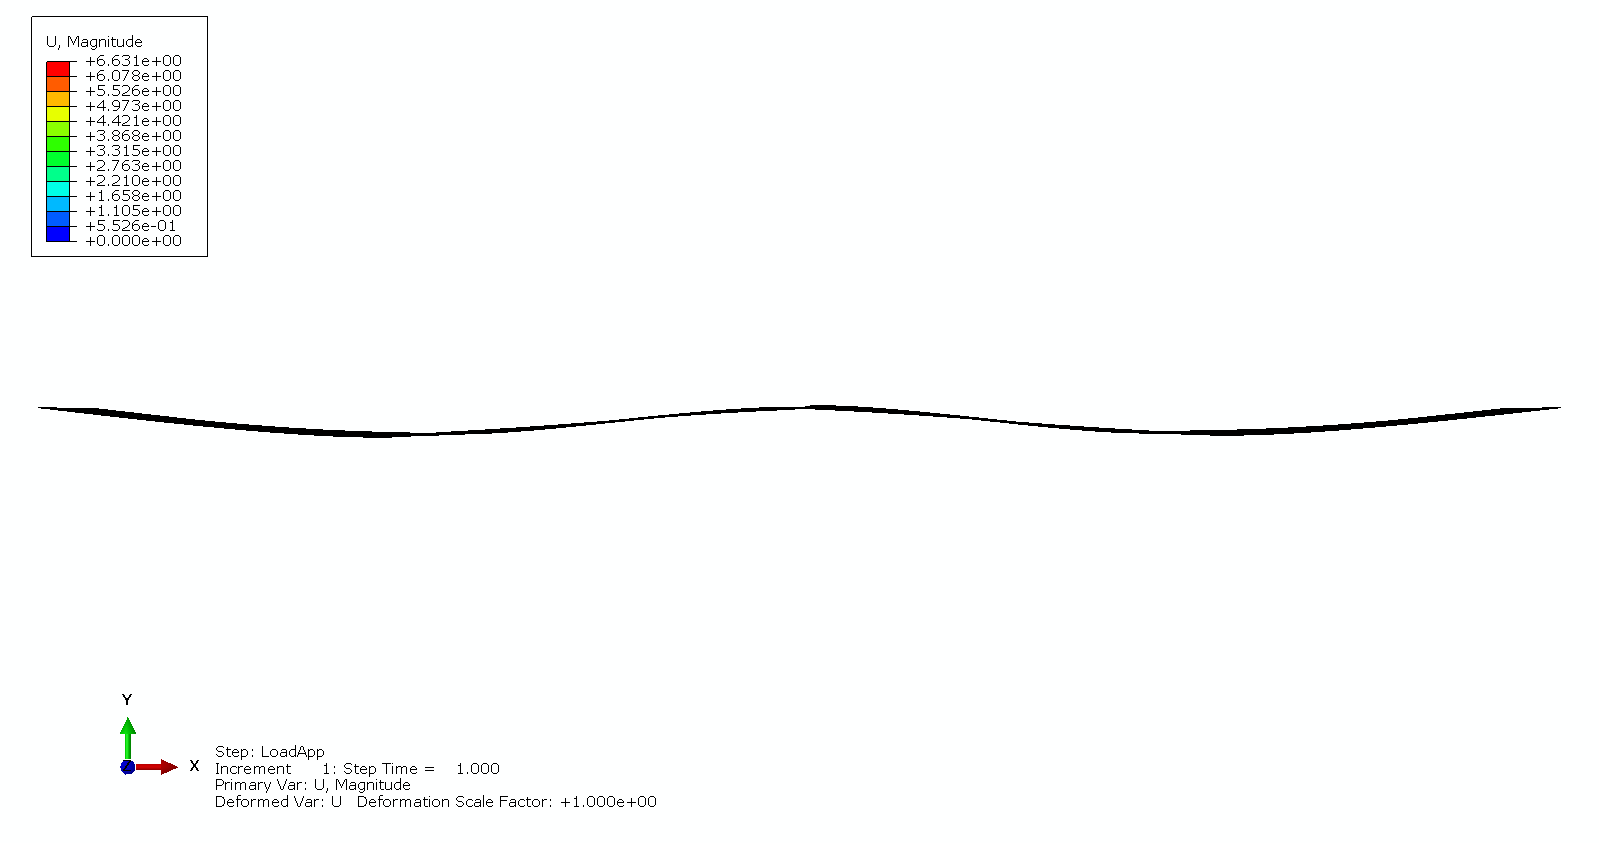 U, Magnitude
+6.631e+00
+6.078e+00
+5.526e+00
+4.973e+00
+4.421e+00
+3.868e+00
+3.315e+00
+2.763e+00
+2.210e+00
+1.658e+00
+1.105e+00
+5.526e-01
+0.000e+00
Y
X
Step: LoadApp
Increment 1: Step Time = 1.000
Primary Var: U, Magnitude
Deformed Var: U Deformation Scale Factor: +1.000e+00